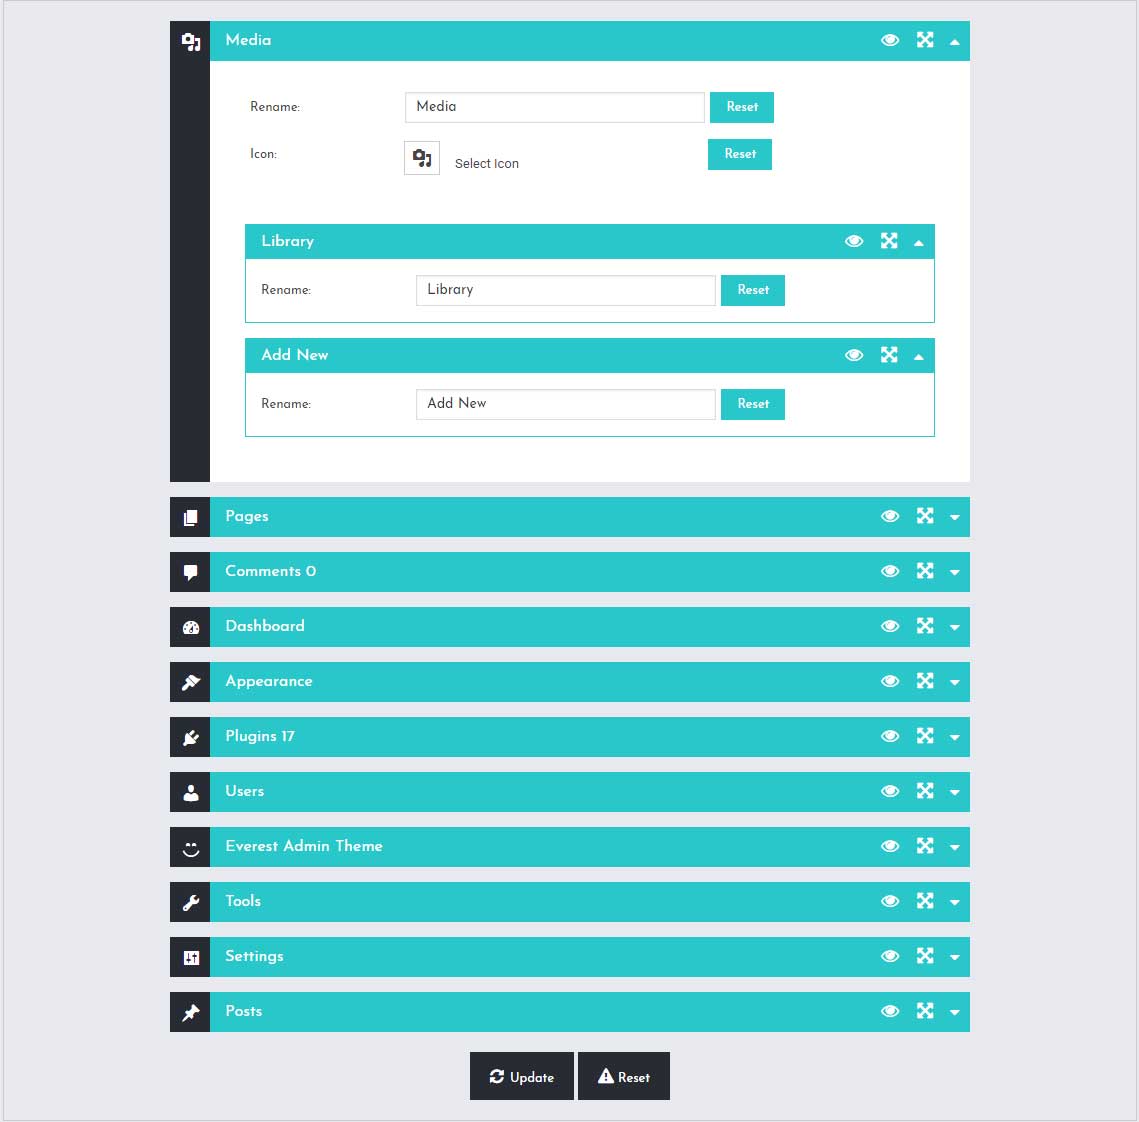 Media
Rename: Media Reset
Icon: Select Icon Reset
Library
Rename: Library Reset
Add New
Rename: Add New Reset
Pages
Comments 0
Dashboard
Appearance
Plugins 17
Users
Everest Admin Theme
Tools
Settings
Posts
Update Reset